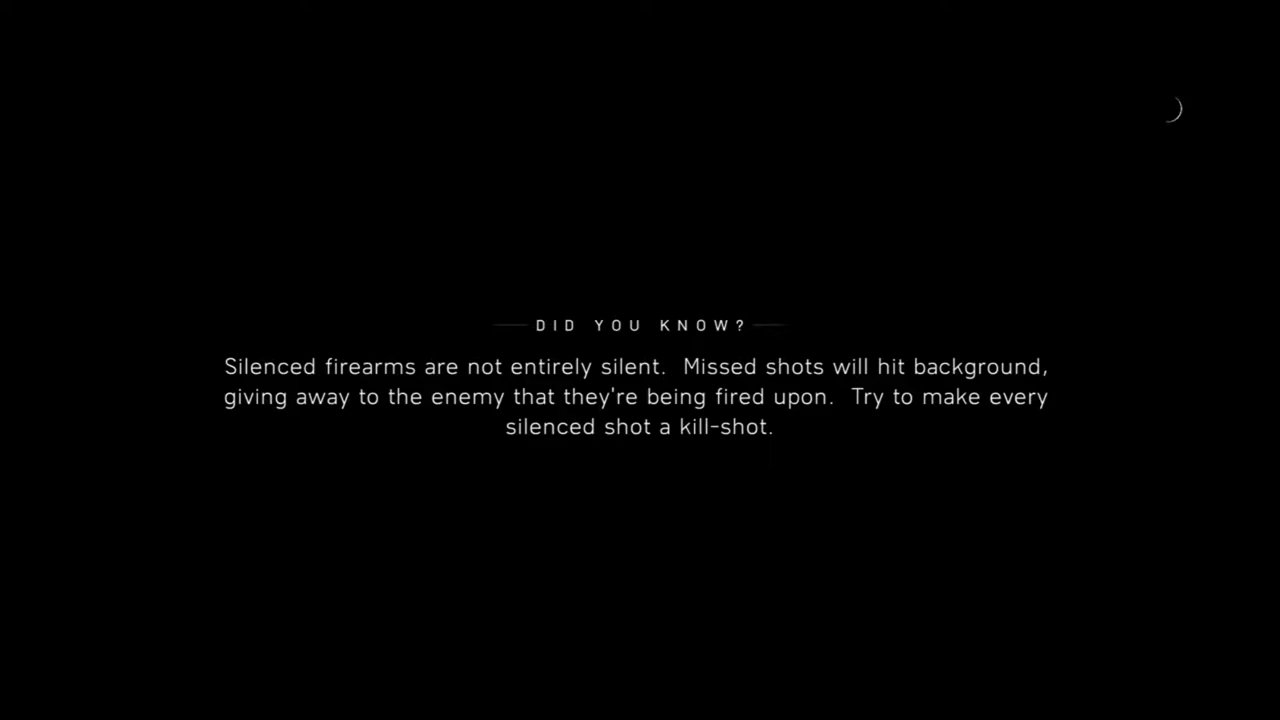 DID YOU KNOW?
Silenced firearms are not entirely silent.  Missed shots will hit background,
giving away to the enemy that they're being fired upon.  Try to make every
silenced shot a kill-shot.